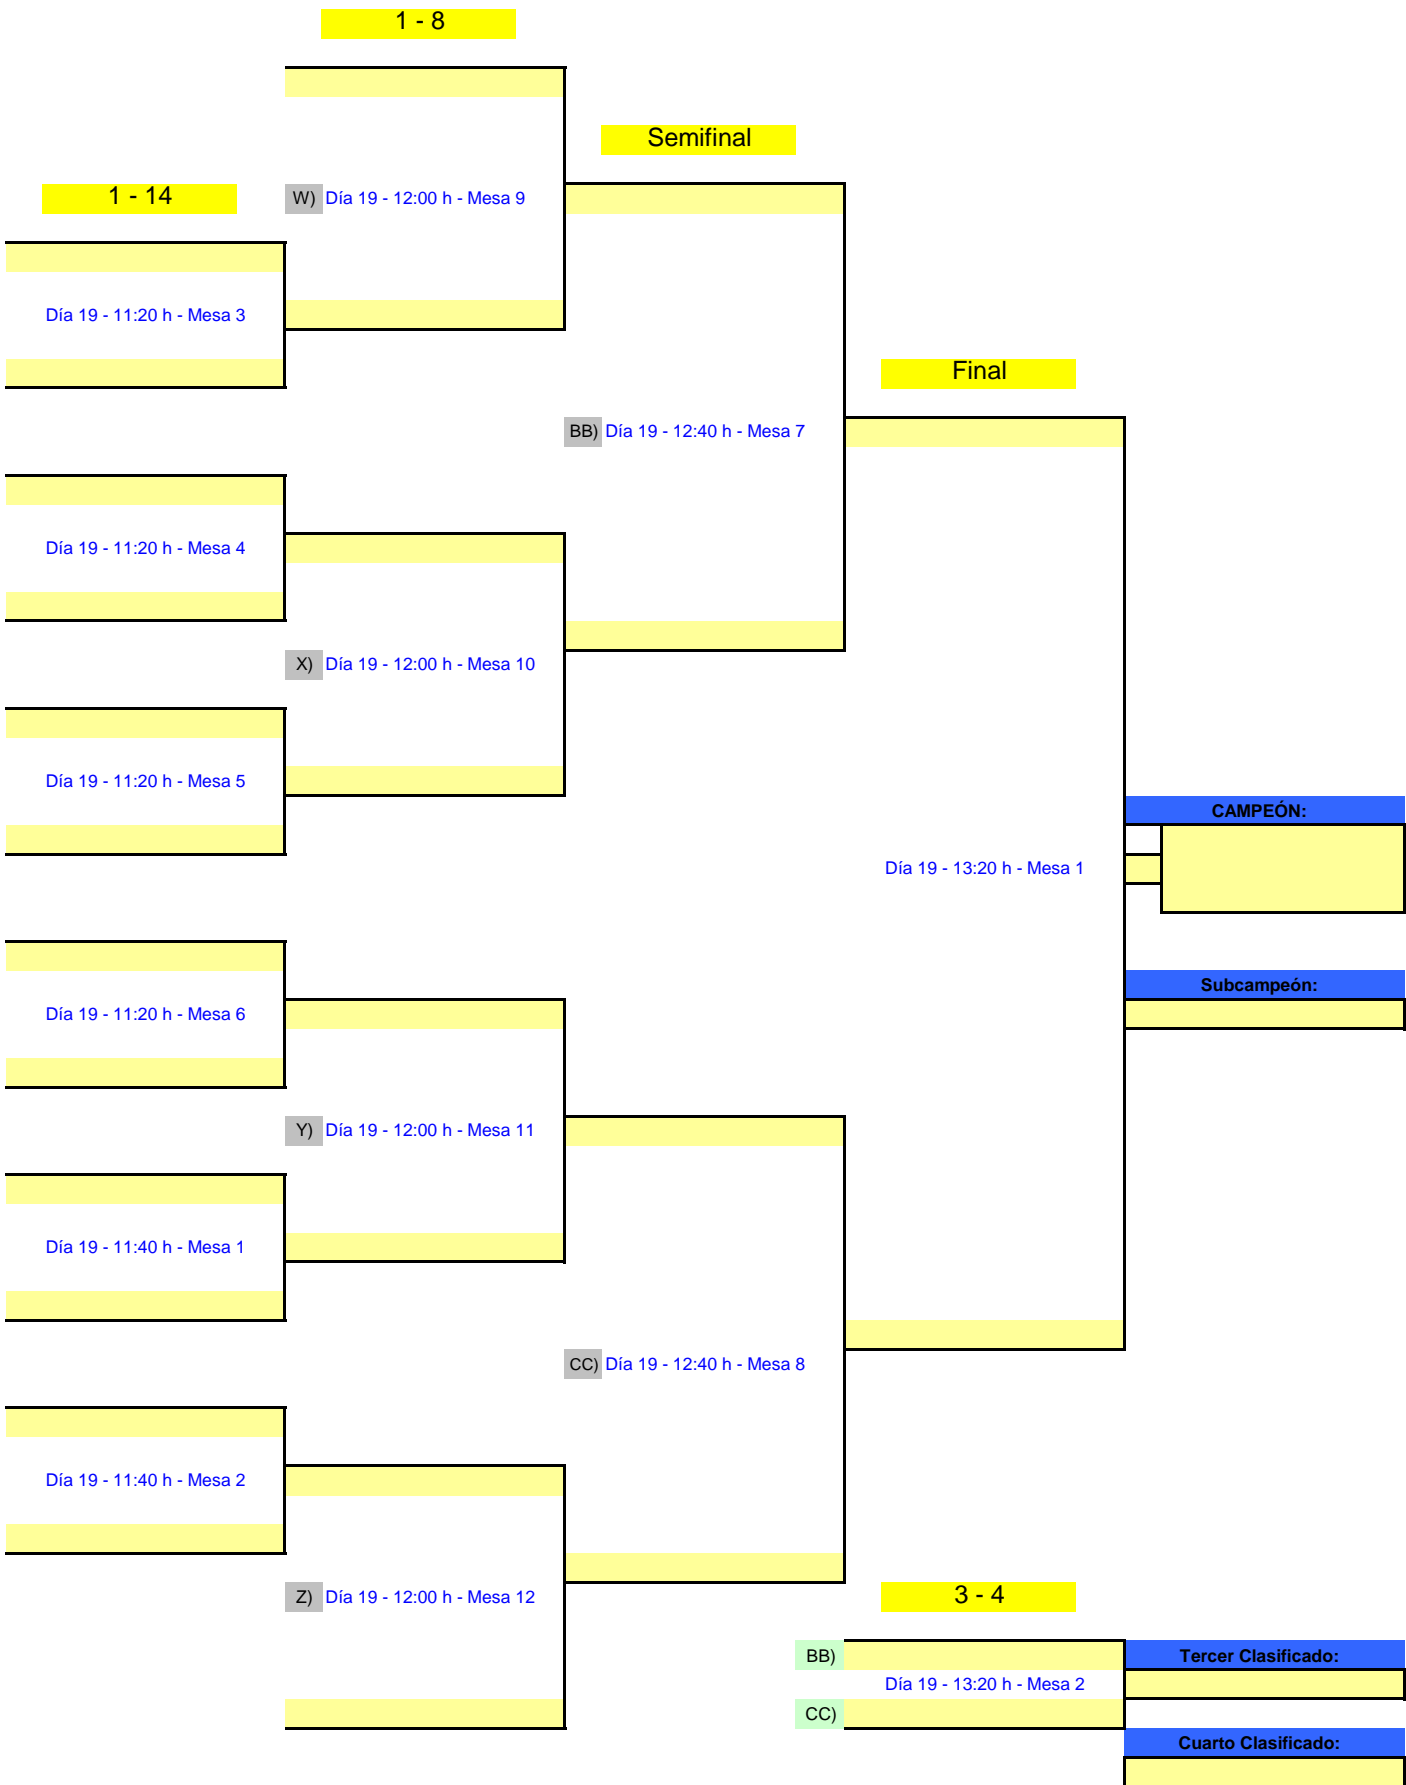 1 - 8
Semifinal
1 - 14
W) Día 19 - 12:00 h - Mesa 9
Día 19 - 11:20 h - Mesa 3
Final
BB) Día 19 - 12:40 h - Mesa 7
Día 19 - 11:20 h - Mesa 4
X) Día 19 - 12:00 h - Mesa 10
Día 19 - 11:20 h - Mesa 5
CAMPEÓN:
Día 19 - 13:20 h - Mesa 1
Subcampeón:
Día 19 - 11:20 h - Mesa 6
Y) Día 19 - 12:00 h - Mesa 11
Día 19 - 11:40 h - Mesa 1
CC) Día 19 - 12:40 h - Mesa 8
Día 19 - 11:40 h - Mesa 2
Z) Día 19 - 12:00 h - Mesa 12
3 - 4
BB)
Tercer Clasificado:
Día 19 - 13:20 h - Mesa 2
CC)
Cuarto Clasificado: